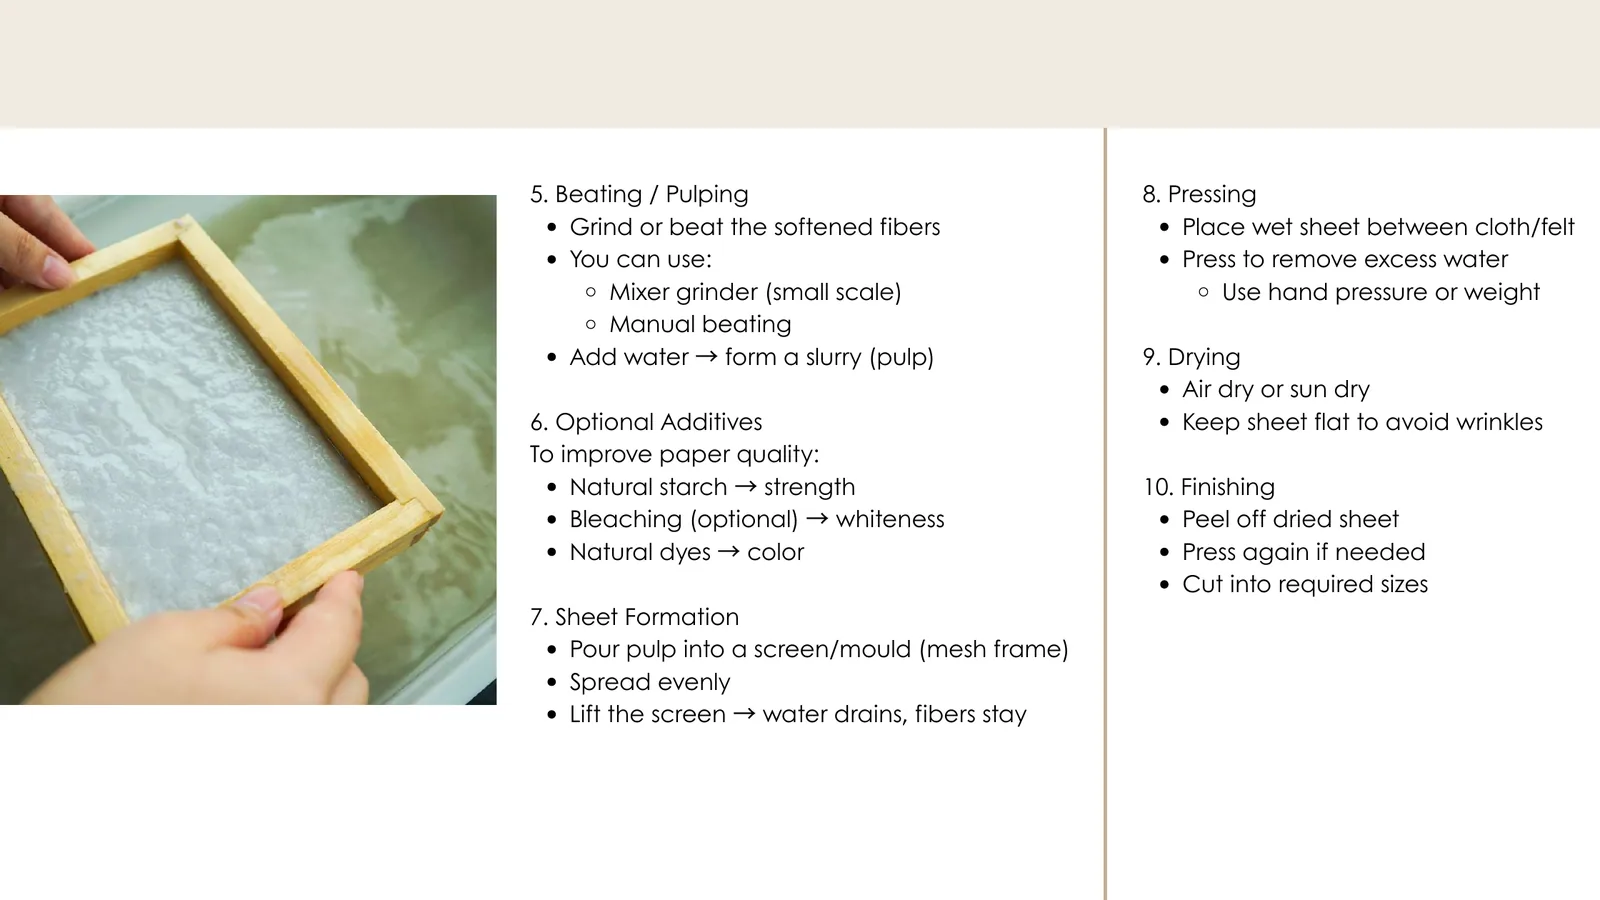 5. Beating / Pulping
• Grind or beat the softened fibers
• You can use:
◦ Mixer grinder (small scale)
◦ Manual beating
• Add water → form a slurry (pulp)
6. Optional Additives
To improve paper quality:
• Natural starch → strength
• Bleaching (optional) → whiteness
• Natural dyes → color
7. Sheet Formation
• Pour pulp into a screen/mould (mesh frame)
• Spread evenly
• Lift the screen → water drains, fibers stay
8. Pressing
• Place wet sheet between cloth/felt
• Press to remove excess water
◦ Use hand pressure or weight
9. Drying
• Air dry or sun dry
• Keep sheet flat to avoid wrinkles
10. Finishing
• Peel off dried sheet
• Press again if needed
• Cut into required sizes